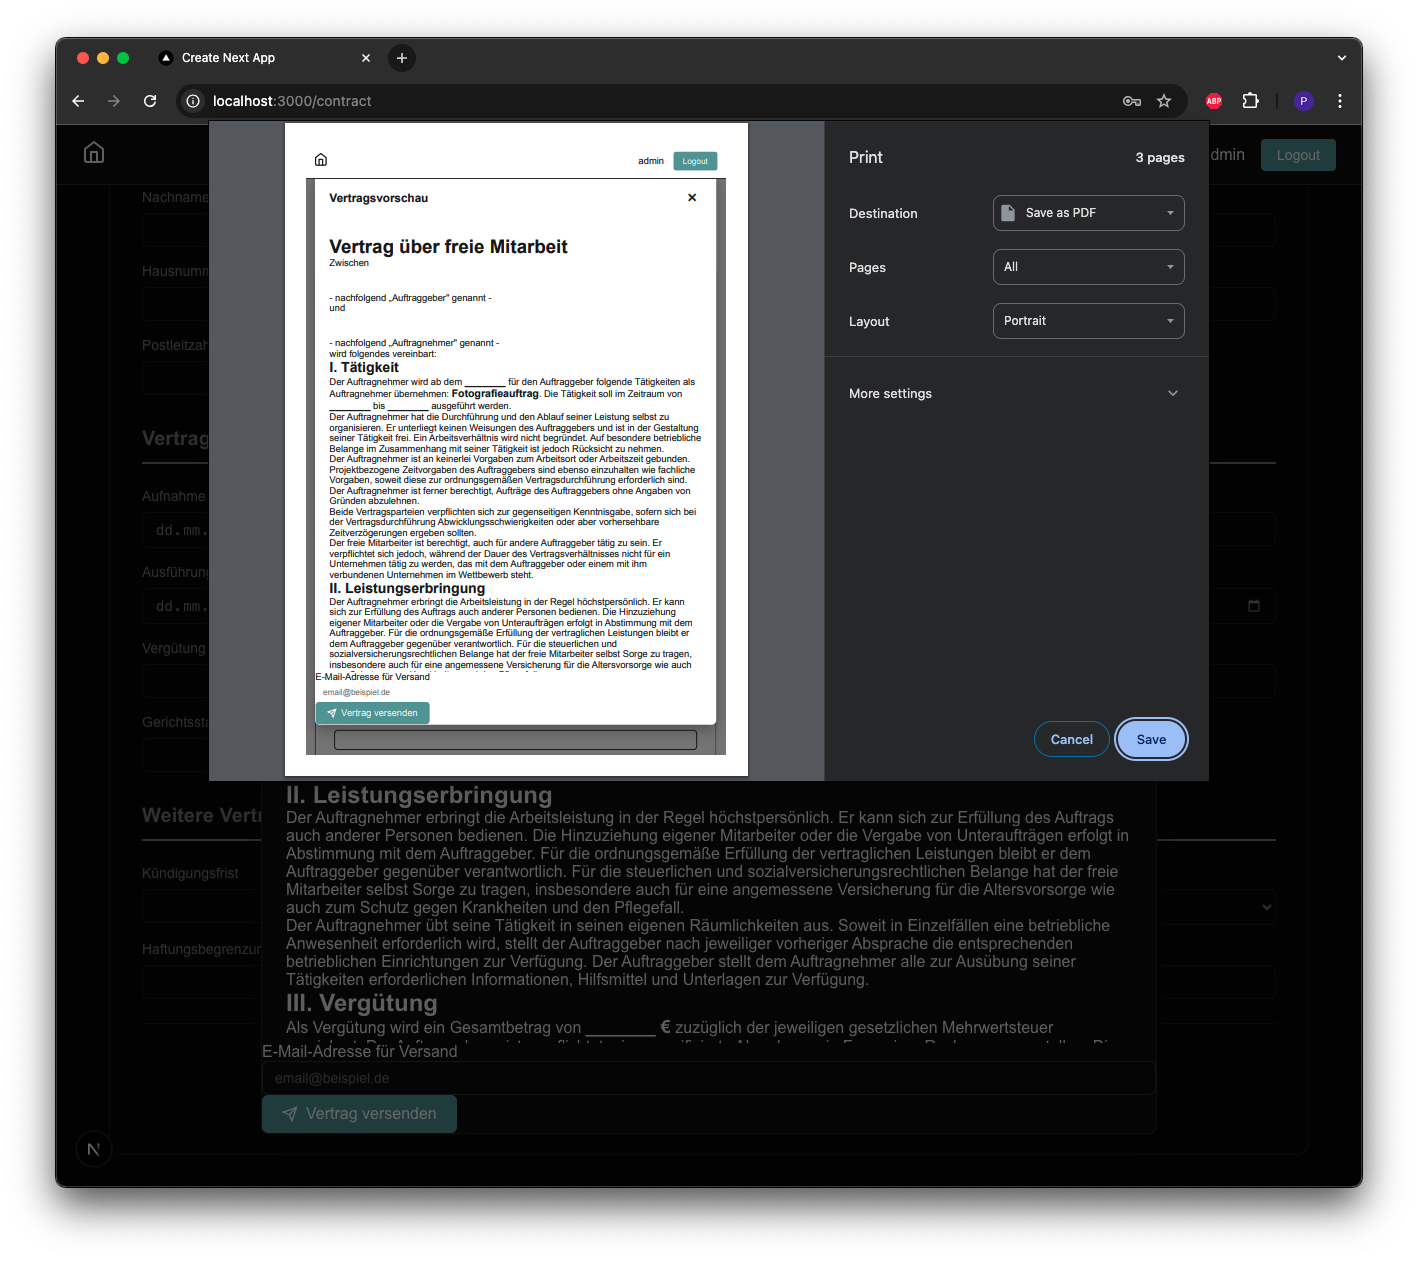 Create Next App
localhost:3000/contract
ABP
P
admin
Logout
Vertragsvorschau
Vertrag über freie Mitarbeit
Zwischen
- nachfolgend „Auftraggeber" genannt -
und
- nachfolgend „Auftragnehmer" genannt -
wird folgendes vereinbart:
I. Tätigkeit
Der Auftragnehmer wird ab dem ________ für den Auftraggeber folgende Tätigkeiten als
Auftragnehmer übernehmen: Fotografieauftrag. Die Tätigkeit soll im Zeitraum von
________ bis ________ ausgeführt werden.
Der Auftragnehmer hat die Durchführung und den Ablauf seiner Leistung selbst zu
organisieren. Er unterliegt keinen Weisungen des Auftraggebers und ist in der Gestaltung
seiner Tätigkeit frei. Ein Arbeitsverhältnis wird nicht begründet. Auf besondere betriebliche
Belange im Zusammenhang mit seiner Tätigkeit ist jedoch Rücksicht zu nehmen.
Der Auftragnehmer ist an keinerlei Vorgaben zum Arbeitsort oder Arbeitszeit gebunden.
Projektbezogene Zeitvorgaben des Auftraggebers sind ebenso einzuhalten wie fachliche
Vorgaben, soweit diese zur ordnungsgemäßen Vertragsdurchführung erforderlich sind.
Der Auftragnehmer ist ferner berechtigt, Aufträge des Auftraggebers ohne Angaben von
Gründen abzulehnen.
Beide Vertragsparteien verpflichten sich zur gegenseitigen Kenntnisgabe, sofern sich bei
der Vertragsdurchführung Abwicklungsschwierigkeiten oder aber vorhersehbare
Zeitverzögerungen ergeben sollten.
Der freie Mitarbeiter ist berechtigt, auch für andere Auftraggeber tätig zu sein. Er
verpflichtet sich jedoch, während der Dauer des Vertragsverhältnisses nicht für ein
Unternehmen tätig zu werden, das mit dem Auftraggeber oder einem mit ihm
verbundenen Unternehmen im Wettbewerb steht.
II. Leistungserbringung
Der Auftragnehmer erbringt die Arbeitsleistung in der Regel höchstpersönlich. Er kann
sich zur Erfüllung des Auftrags auch anderer Personen bedienen. Die Hinzuziehung
eigener Mitarbeiter oder die Vergabe von Unteraufträgen erfolgt in Abstimmung mit dem
Auftraggeber. Für die ordnungsgemäße Erfüllung der vertraglichen Leistungen bleibt er
dem Auftraggeber gegenüber verantwortlich. Für die steuerlichen und
sozialversicherungsrechtlichen Belange hat der freie Mitarbeiter selbst Sorge zu tragen,
insbesondere auch für eine angemessene Versicherung für die Altersvorsorge wie auch
E-Mail-Adresse für Versand
email@beispiel.de
Vertrag versenden
Print
3 pages
Destination
Save as PDF
Pages
All
Layout
Portrait
More settings
Cancel
Save
dmin
Logout
Nachname
Hausnumm
Postleitzah
Vertrag
Aufnahme
dd.mm.
Ausführung
dd.mm.
Vergütung
Gerichtssta
Weitere Vertr
Kündigungsfrist
Haftungsbegrenzun
II. Leistungserbringung
Der Auftragnehmer erbringt die Arbeitsleistung in der Regel höchstpersönlich. Er kann sich zur Erfüllung des Auftrags
auch anderer Personen bedienen. Die Hinzuziehung eigener Mitarbeiter oder die Vergabe von Unteraufträgen erfolgt in
Abstimmung mit dem Auftraggeber. Für die ordnungsgemäße Erfüllung der vertraglichen Leistungen bleibt er dem
Auftraggeber gegenüber verantwortlich. Für die steuerlichen und sozialversicherungsrechtlichen Belange hat der freie
Mitarbeiter selbst Sorge zu tragen, insbesondere auch für eine angemessene Versicherung für die Altersvorsorge wie
auch zum Schutz gegen Krankheiten und den Pflegefall.
Der Auftragnehmer übt seine Tätigkeit in seinen eigenen Räumlichkeiten aus. Soweit in Einzelfällen eine betriebliche
Anwesenheit erforderlich wird, stellt der Auftraggeber nach jeweiliger vorheriger Absprache die entsprechenden
betrieblichen Einrichtungen zur Verfügung. Der Auftraggeber stellt dem Auftragnehmer alle zur Ausübung seiner
Tätigkeiten erforderlichen Informationen, Hilfsmittel und Unterlagen zur Verfügung.
III. Vergütung
Als Vergütung wird ein Gesamtbetrag von ________ € zuzüglich der jeweiligen gesetzlichen Mehrwertsteuer
E-Mail-Adresse für Versand
email@beispiel.de
Vertrag versenden
N